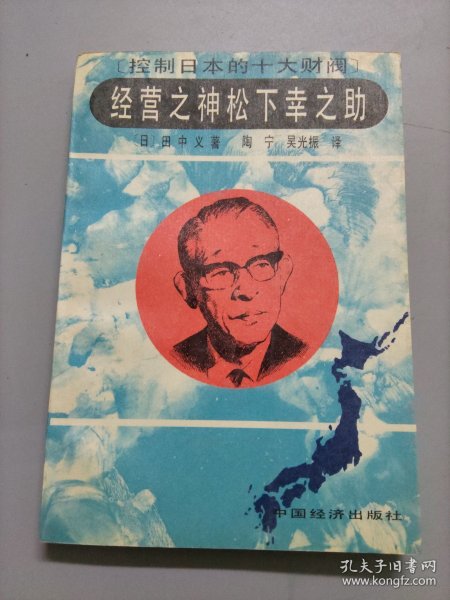 〔控制日本的十大财阀〕
经营之神松下幸之助
〔日〕田中义著 陶宁 吴光振 译
中国经济出版社
孔夫子旧书网
www.kongfz.com